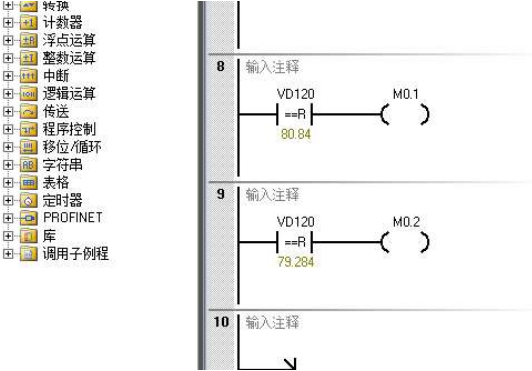 转换
计数器
浮点运算
整数运算
中断
逻辑运算
传送
程序控制
移位/循环
字符串
表格
定时器
PROFINET
库
调用子例程
8 输入注释
VD120 M0.1
==R
80.84
9 输入注释
VD120 M0.2
==R
79.284
10 输入注释